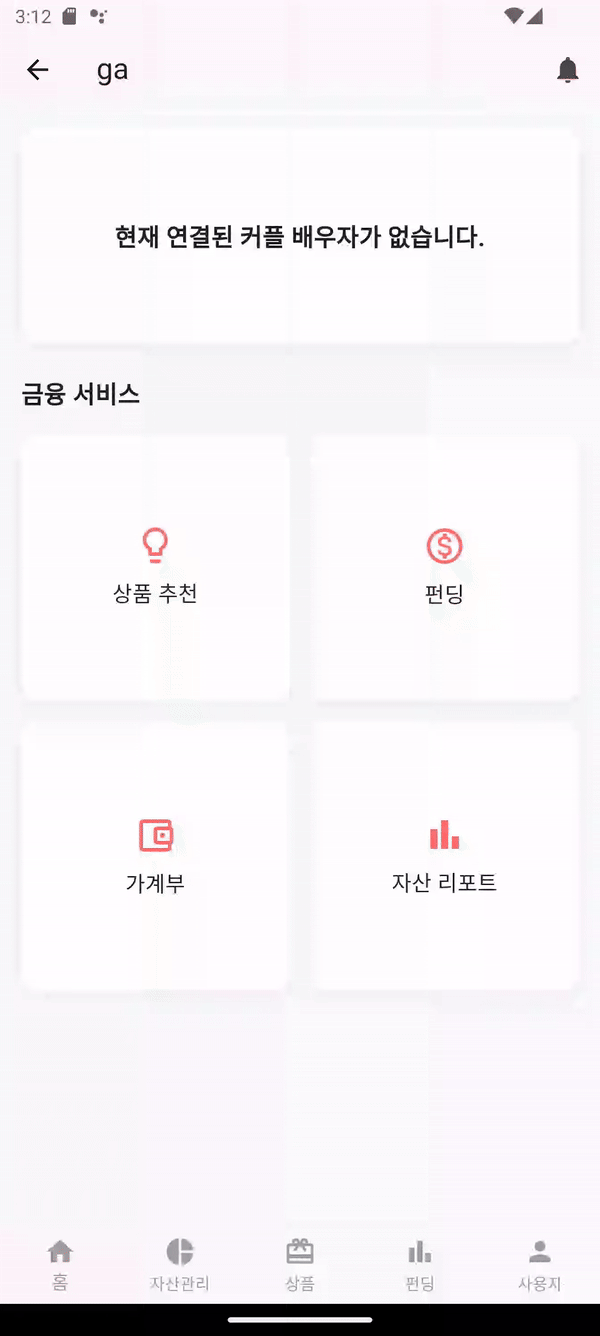 3:12
ga
현재 연결된 커플 배우자가 없습니다.
금융 서비스
상품 추천
펀딩
가계부
자산 리포트
홈
자산관리
상품
펀딩
사용자